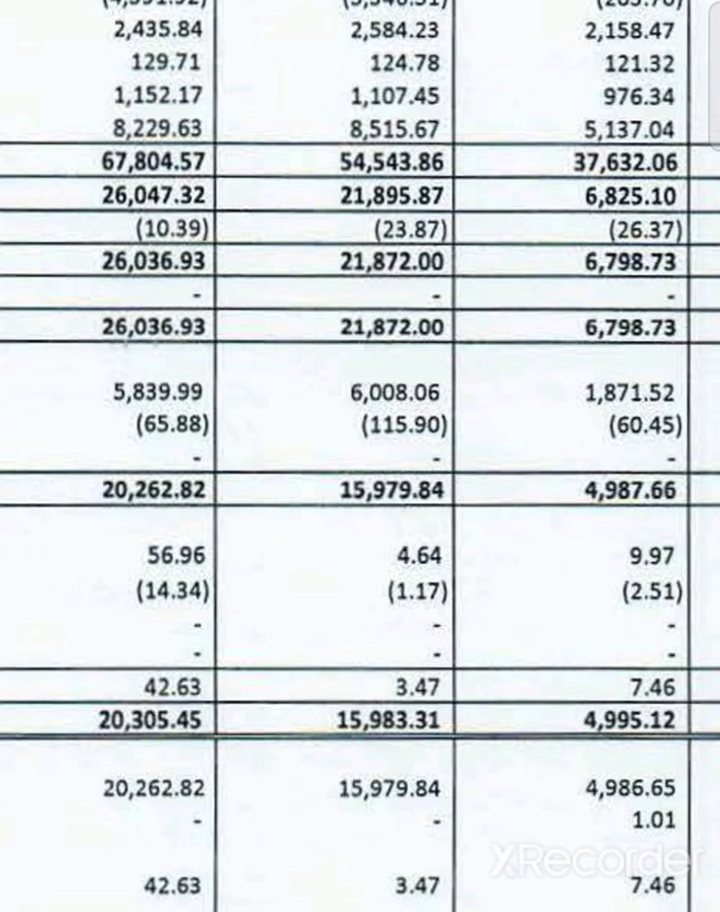 2,435.84 2,584.23 2,158.47
129.71 124.78 121.32
1,152.17 1,107.45 976.34
8,229.63 8,515.67 5,137.04
67,804.57 54,543.86 37,632.06
26,047.32 21,895.87 6,825.10
(10.39) (23.87) (26.37)
26,036.93 21,872.00 6,798.73
- - -
26,036.93 21,872.00 6,798.73
5,839.99 6,008.06 1,871.52
(65.88) (115.90) (60.45)
- - -
20,262.82 15,979.84 4,987.66
56.96 4.64 9.97
(14.34) (1.17) (2.51)
- - -
- - -
42.63 3.47 7.46
20,305.45 15,983.31 4,995.12
20,262.82 15,979.84 4,986.65
- - 1.01
XRecorder
42.63 3.47 7.46